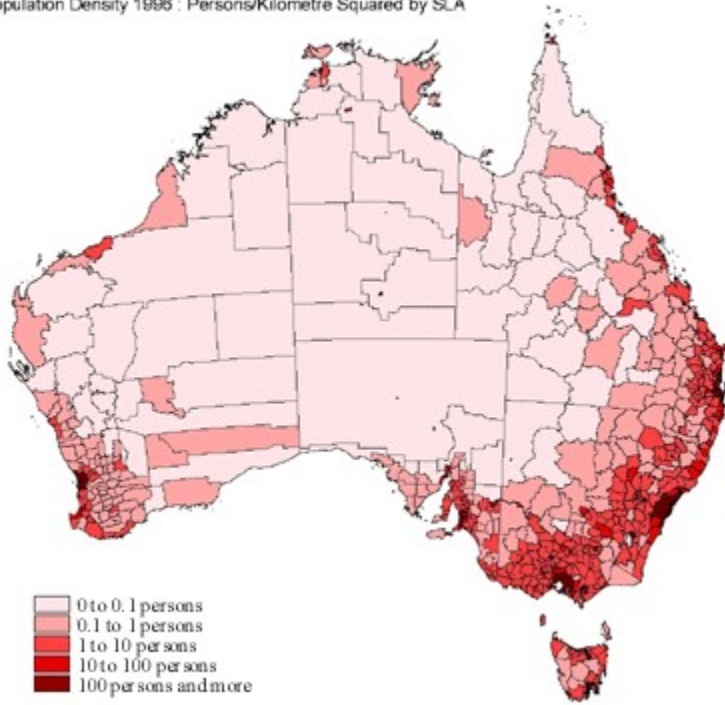 opulation Density 1996 : Persons/Kilometre Squared by SLA
0 to 0.1 persons
0.1 to 1 persons
1 to 10 persons
10 to 100 persons
100 persons and more